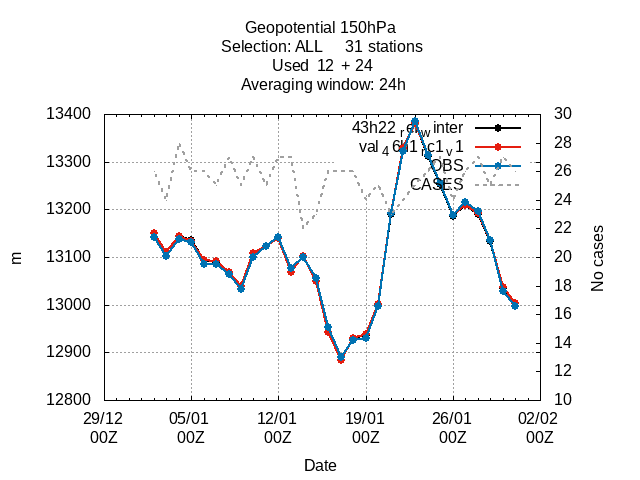 Geopotential 150hPa
Selection: ALL 31 stations
Used 12 + 24
Averaging window: 24h
43h22_ref_winter
val_46h1_rc1_v1
OBS
CASES
13400
13300
13200
13100
13000
12900
12800
30
28
26
24
22
20
18
16
14
12
10
m
No cases
29/12 05/01 12/01 19/01 26/01 02/02
00Z 00Z 00Z 00Z 00Z 00Z
Date